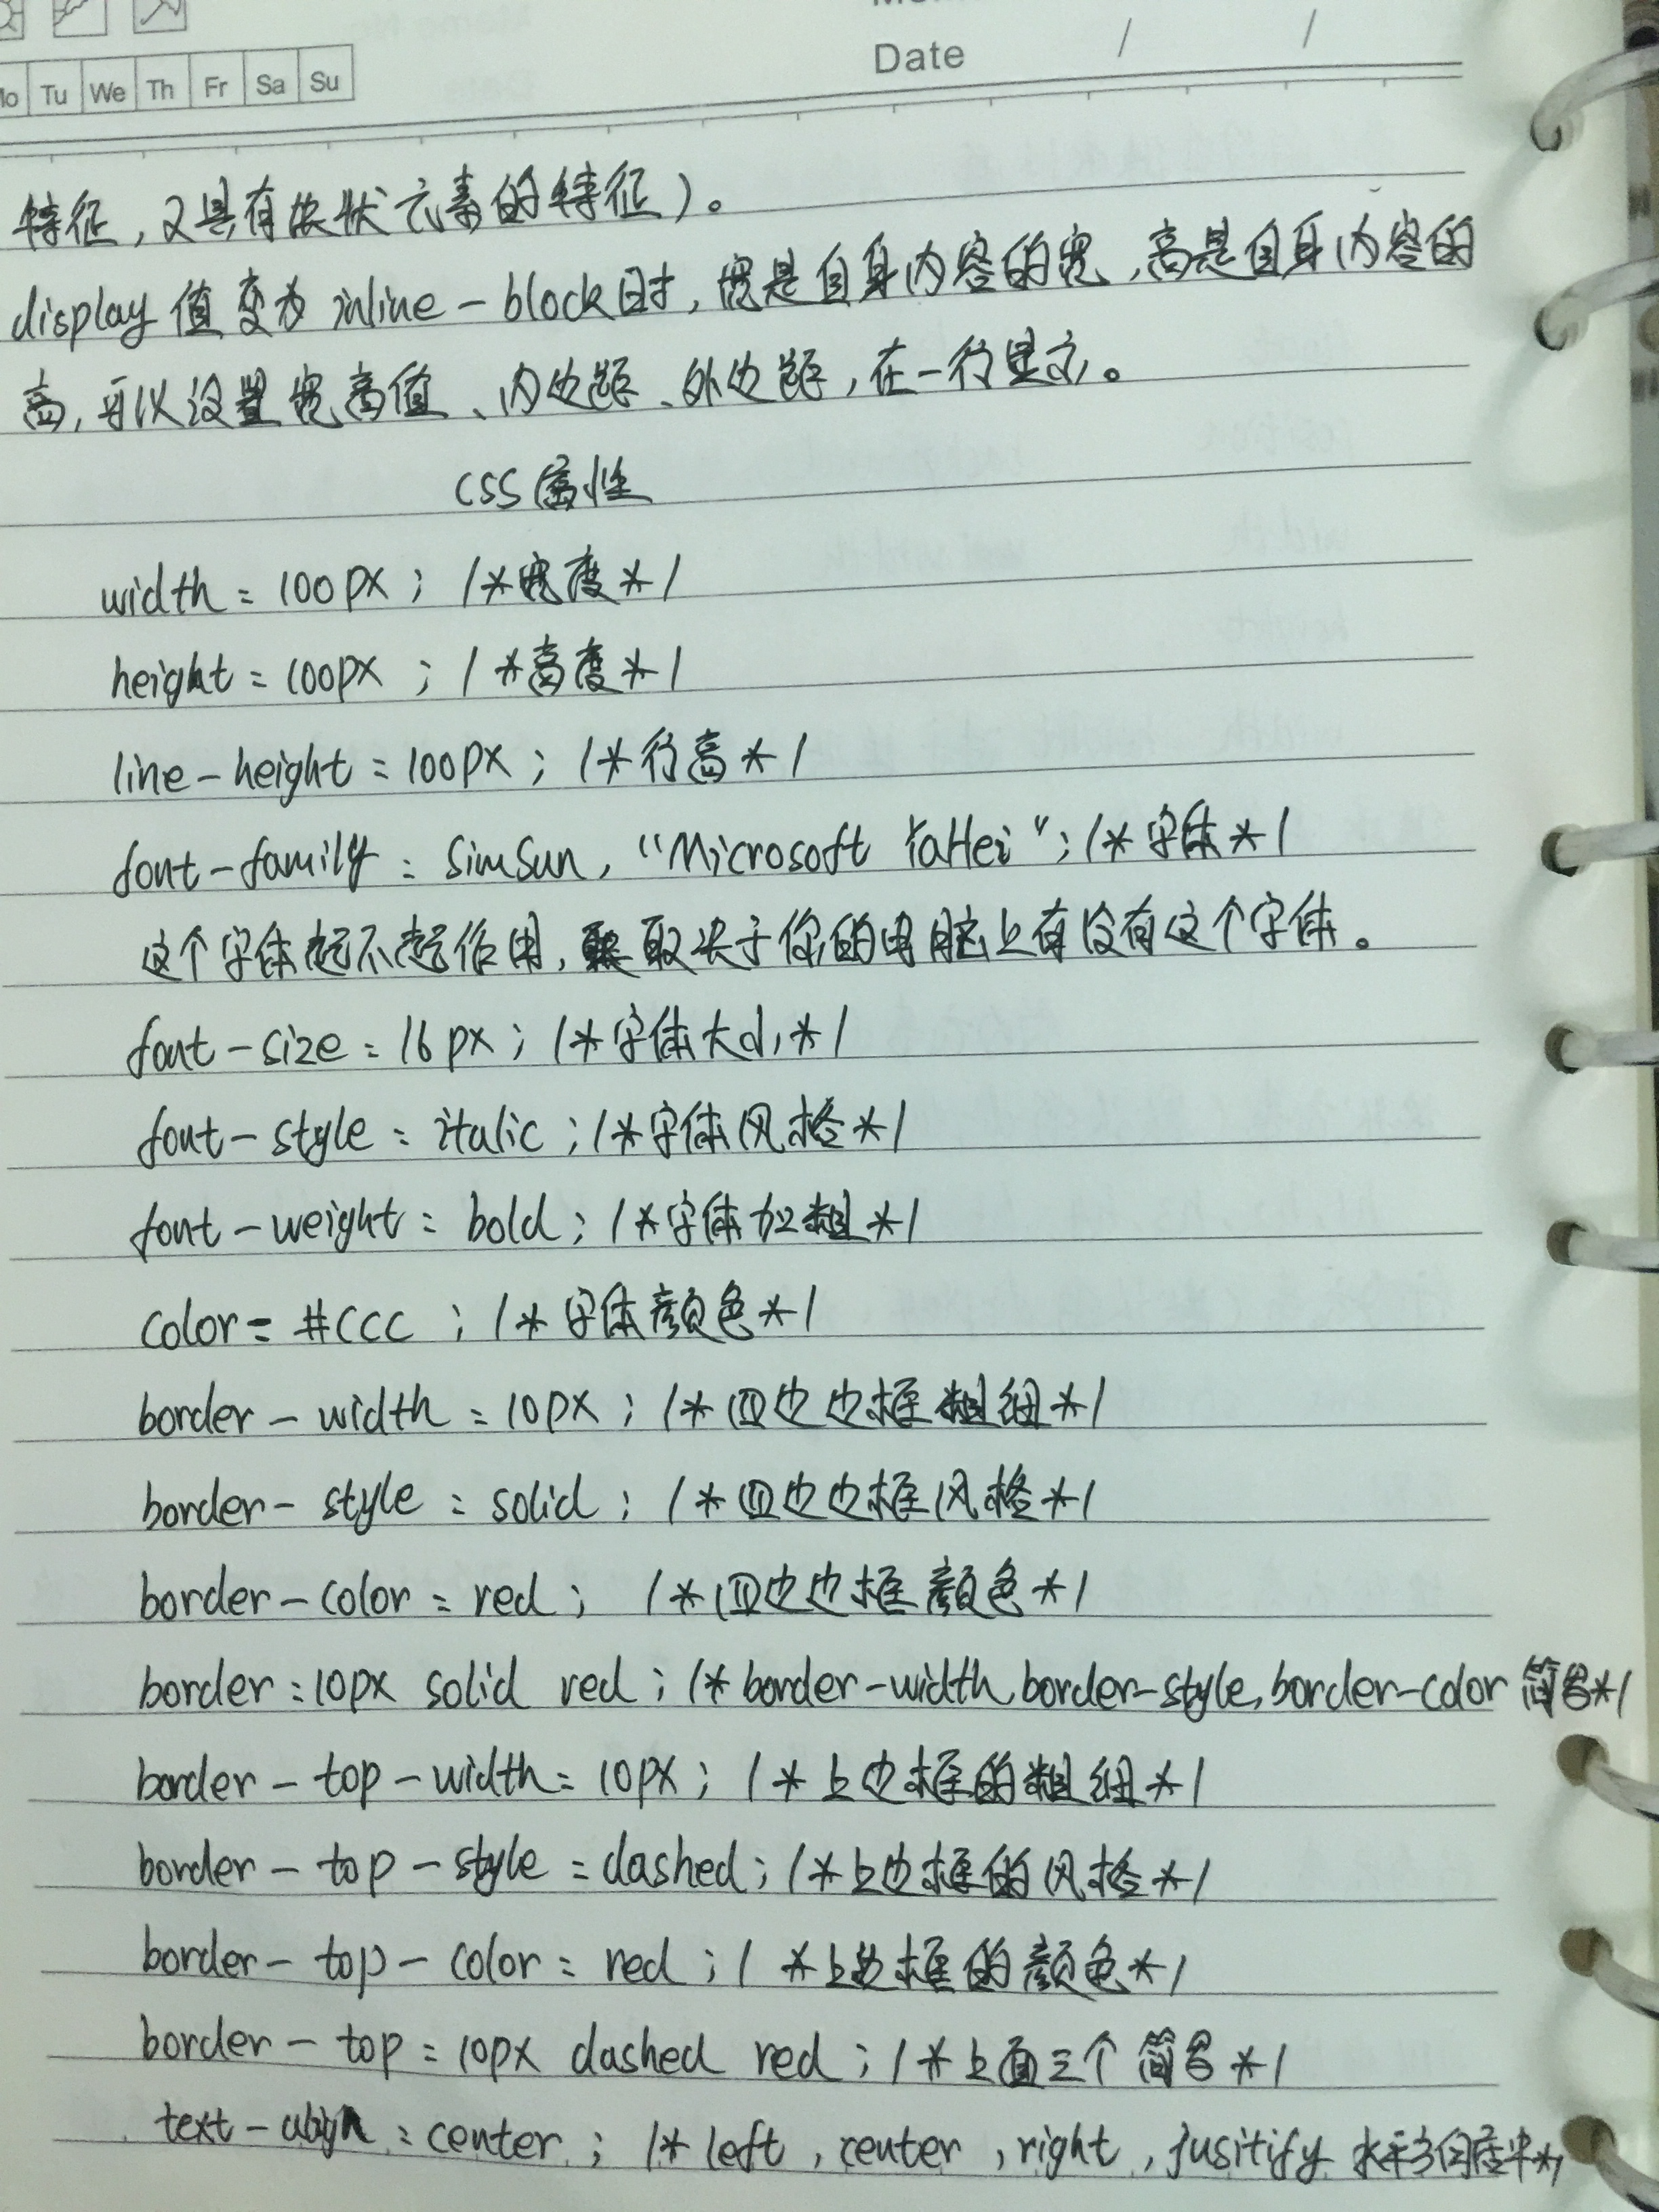 Mo Tu We Th Fr Sa Su
Date / /
特征，又具有块状元素的特征）。
display 值变为 inline-block时，宽是自身内容的宽，高是自身内容的
高，可以设置宽高值、内边距、外边距，在一行显示。
CSS属性
width = 100px ; /*宽度*/
height = 100px ; /*高度*/
line-height = 100px ; /*行高*/
font-family : SimSun, "Microsoft YaHei" ; /*字体*/
这个字体起不起作用，取决于你的电脑上有没有这个字体。
font-size : 16px ; /*字体大小*/
font-style : italic ; /*字体风格*/
font-weight : bold ; /*字体加粗*/
color = #ccc ; /*字体颜色*/
border-width : 10px ; /*四边边框粗细*/
border-style : solid ; /*四边边框风格*/
border-color : red ; /*四边边框颜色*/
border : 10px solid red ; /*border-width,border-style,border-color 简写*/
border-top-width : 10px ; /*上边框的粗细*/
border-top-style = dashed ; /*上边框的风格*/
border-top-color : red ; /*上边框的颜色*/
border-top : 10px dashed red ; /*上面三个简写*/
text-align : center ; /*left , center , right , jusitify 水平方向居中*/